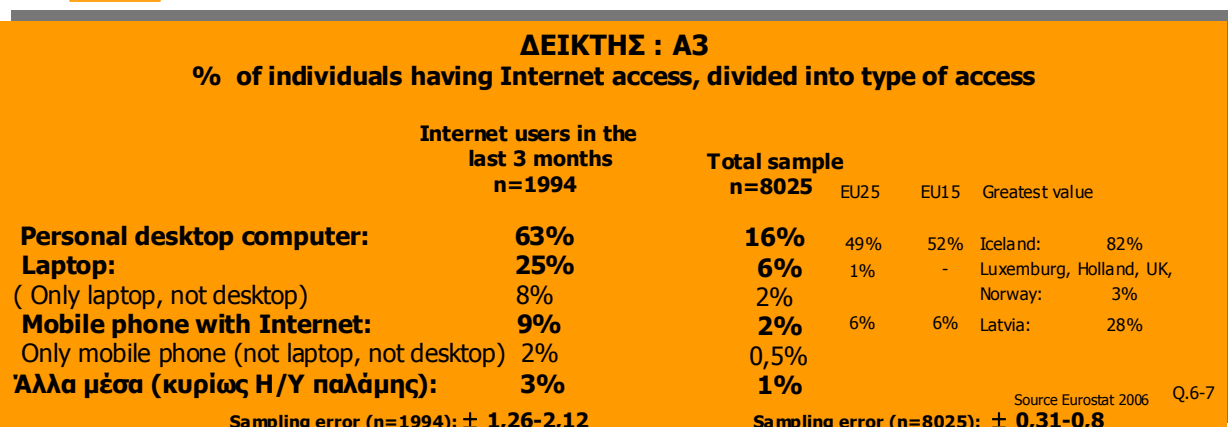 ΔΕΙΚΤΗΣ : Α3
% of individuals having Internet access, divided into type of access
Internet users in the last 3 months n=1994
Total sample n=8025
EU25 EU15 Greatest value
Personal desktop computer: 63% 16% 49% 52% Iceland: 82%
Laptop: 25% 6% 1% - Luxemburg, Holland, UK,
( Only laptop, not desktop) 8% 2% Norway: 3%
Mobile phone with Internet: 9% 2% 6% 6% Latvia: 28%
Only mobile phone (not laptop, not desktop) 2% 0,5%
Άλλα μέσα (κυρίως Η/Υ παλάμης): 3% 1%
Source Eurostat 2006 Q.6-7
Sampling error (n=1994): ± 1,26-2,12 Sampling error (n=8025): ± 0,31-0,8